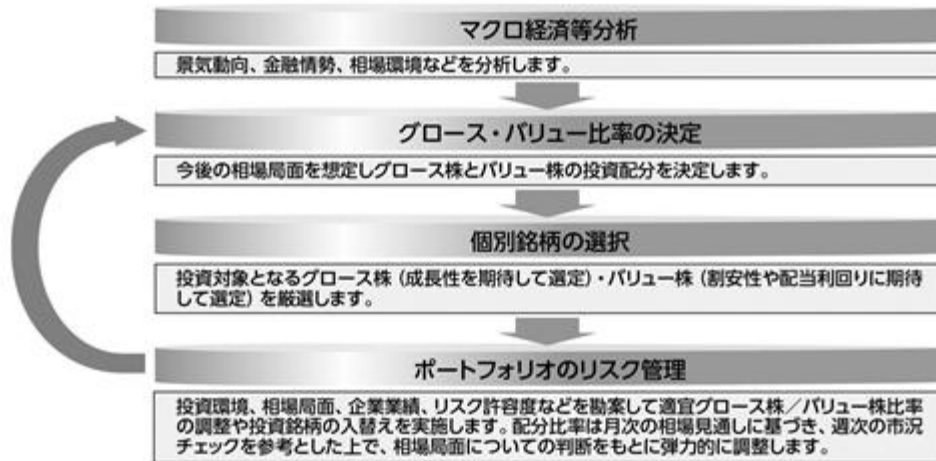 マクロ経済等分析
景気動向、金融情勢、相場環境などを分析します。
グロース・バリュー比率の決定
今後の相場局面を想定しグロース株とバリュー株の投資配分を決定します。
個別銘柄の選択
投資対象となるグロース株（成長性を期待して選定）・バリュー株（割安性や配当利回りに期待
して選定）を厳選します。
ポートフォリオのリスク管理
投資環境、相場局面、企業業績、リスク許容度などを勘案して適宜グロース株／バリュー株比率
の調整や投資銘柄の入替えを実施します。配分比率は月次の相場見通しに基づき、週次の市況
チェックを参考とした上で、相場局面についての判断をもとに弾力的に調整します。